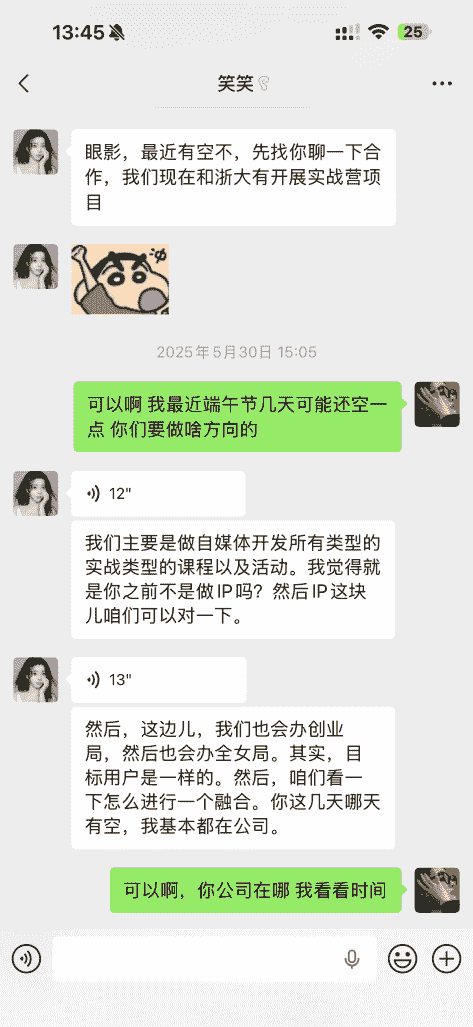 13:45
25
笑笑
眼影，最近有空不，先找你聊一下合
作，我们现在和浙大有开展实战营项
目
2025年5月30日 15:05
可以啊 我最近端午节几天可能还空一
点 你们要做啥方向的
12"
我们主要是做自媒体开发所有类型的
实战类型的课程以及活动。我觉得就
是你之前不是做IP吗？然后IP这块
儿咱们可以对一下。
13"
然后，这边儿，我们也会办创业
局，然后也会办全女局。其实，目
标用户是一样的。然后，咱们看一
下怎么进行一个融合。你这几天哪天
有空，我基本都在公司。
可以啊，你公司在哪 我看看时间